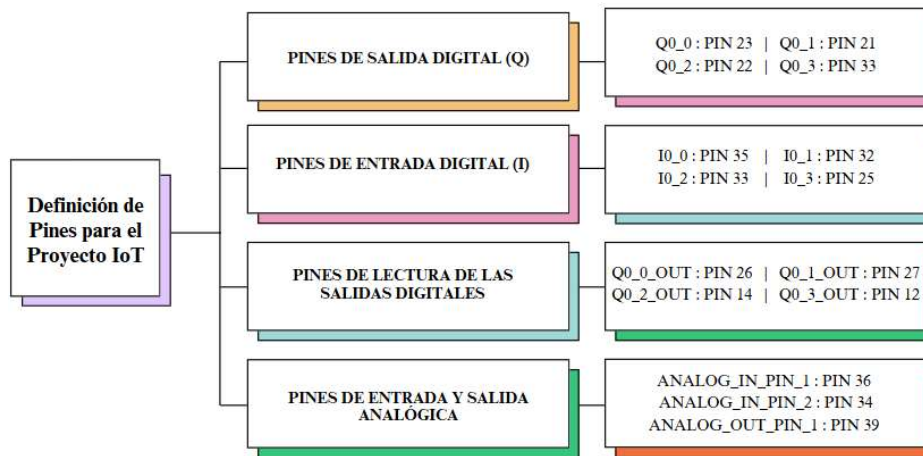 Definición de
Pines para el
Proyecto IoT
PINES DE SALIDA DIGITAL (Q)
Q0_0 : PIN 23 | Q0_1 : PIN 21
Q0_2 : PIN 22 | Q0_3 : PIN 33
PINES DE ENTRADA DIGITAL (I)
I0_0 : PIN 35 | I0_1 : PIN 32
I0_2 : PIN 33 | I0_3 : PIN 25
PINES DE LECTURA DE LAS
SALIDAS DIGITALES
Q0_0_OUT : PIN 26 | Q0_1_OUT : PIN 27
Q0_2_OUT : PIN 14 | Q0_3_OUT : PIN 12
PINES DE ENTRADA Y SALIDA
ANALÓGICA
ANALOG_IN_PIN_1 : PIN 36
ANALOG_IN_PIN_2 : PIN 34
ANALOG_OUT_PIN_1 : PIN 39